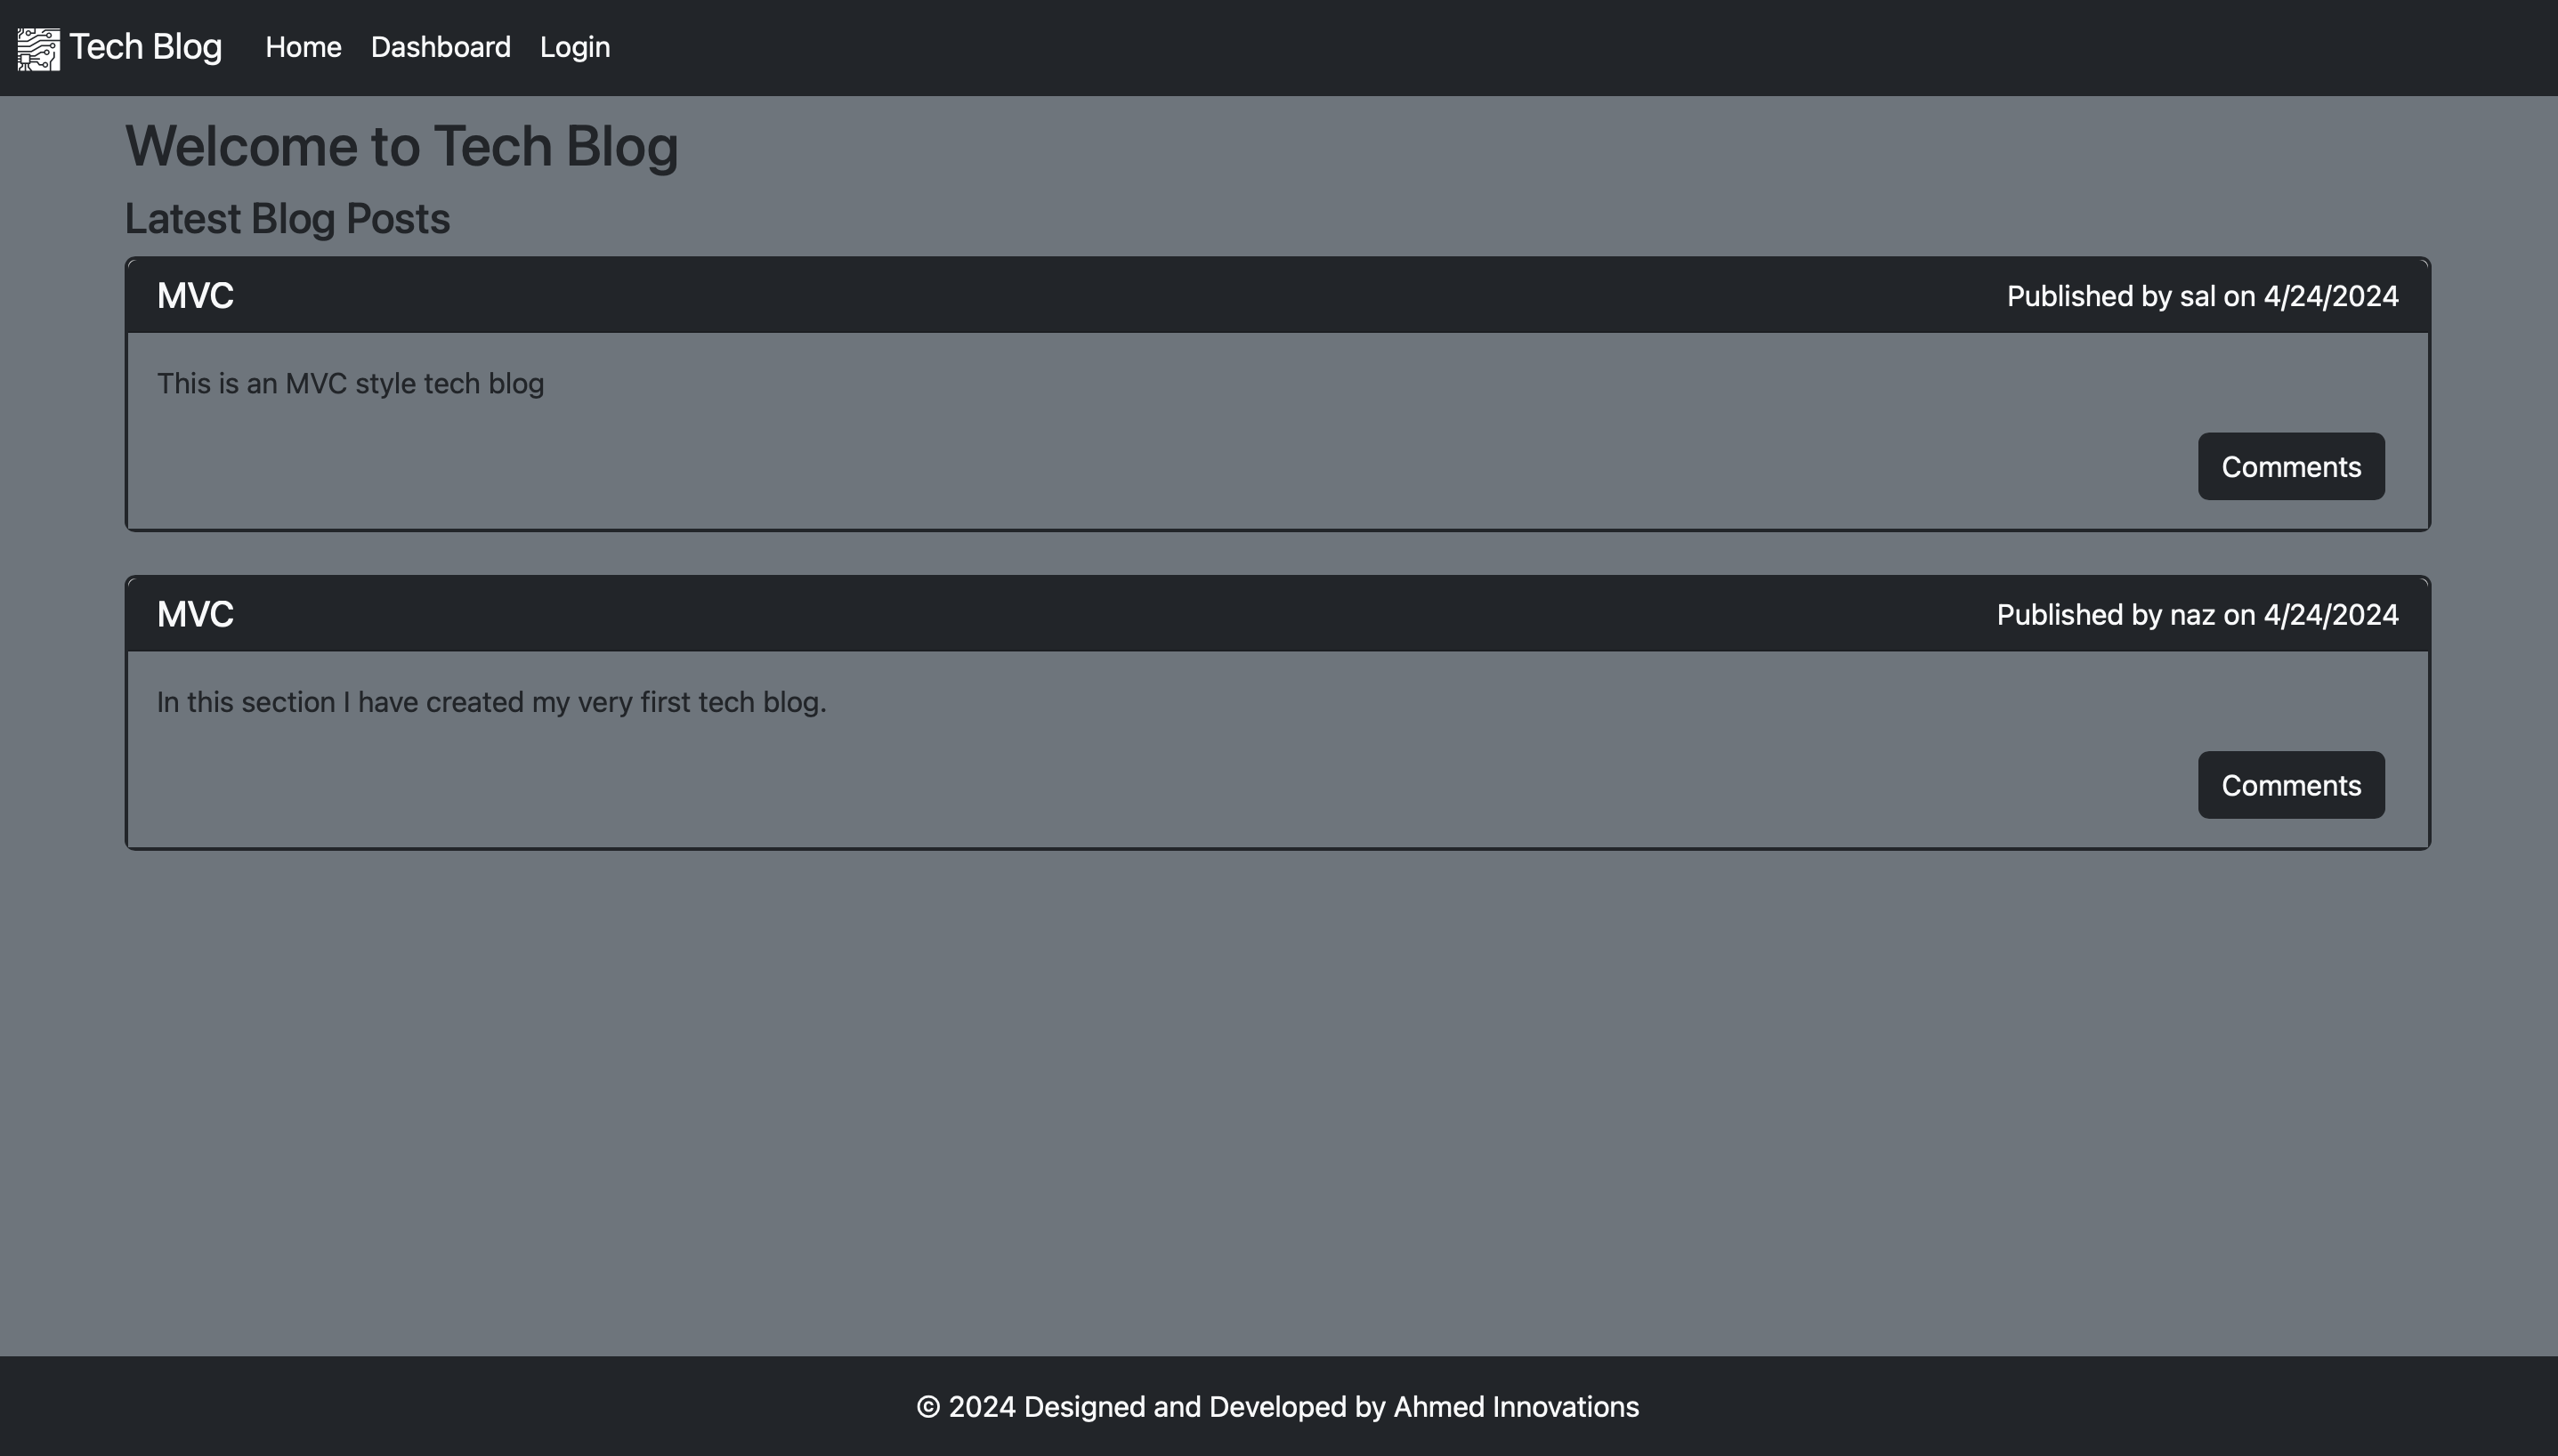 Tech Blog Home Dashboard Login
Welcome to Tech Blog
Latest Blog Posts
MVC Published by sal on 4/24/2024
This is an MVC style tech blog
Comments
MVC Published by naz on 4/24/2024
In this section I have created my very first tech blog.
Comments
© 2024 Designed and Developed by Ahmed Innovations